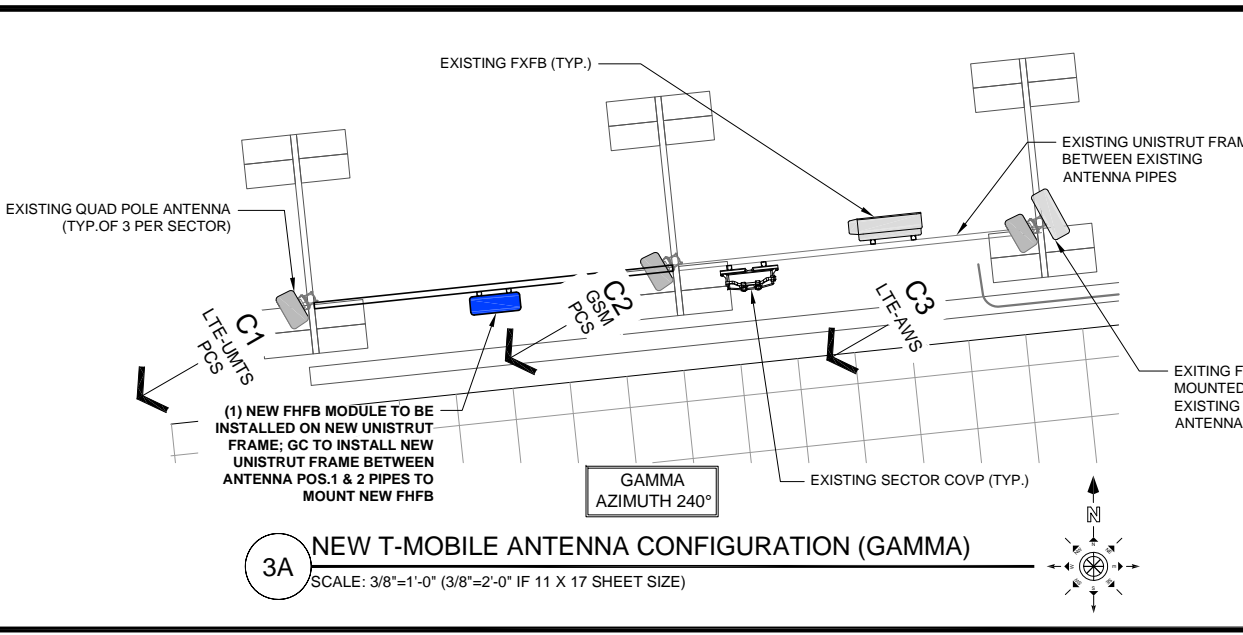 EXISTING FXFB (TYP.)
EXISTING UNISTRUT FRAM
BETWEEN EXISTING
ANTENNA PIPES
EXISTING QUAD POLE ANTENNA
(TYP.OF 3 PER SECTOR)
C1
LTE-UMTS
PCS
C2
GSM
PCS
C3
LTE-AWS
EXITING F
MOUNTED
EXISTING
ANTENNA
(1) NEW FHFB MODULE TO BE
INSTALLED ON NEW UNISTRUT
FRAME; GC TO INSTALL NEW
UNISTRUT FRAME BETWEEN
ANTENNA POS.1 & 2 PIPES TO
MOUNT NEW FHFB
GAMMA
AZIMUTH 240°
EXISTING SECTOR COVP (TYP.)
N
3A
NEW T-MOBILE ANTENNA CONFIGURATION (GAMMA)
SCALE: 3/8"=1'-0" (3/8"=2'-0" IF 11 X 17 SHEET SIZE)